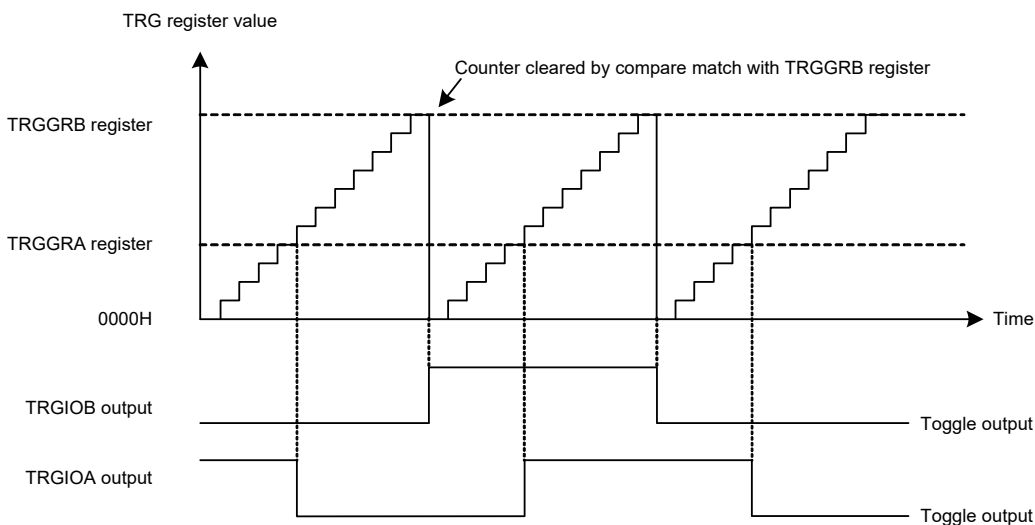 TRG register value
Counter cleared by compare match with TRGGRB register
TRGGRB register
TRGGRA register
0000H
Time
TRGIOB output
Toggle output
TRGIOA output
Toggle output